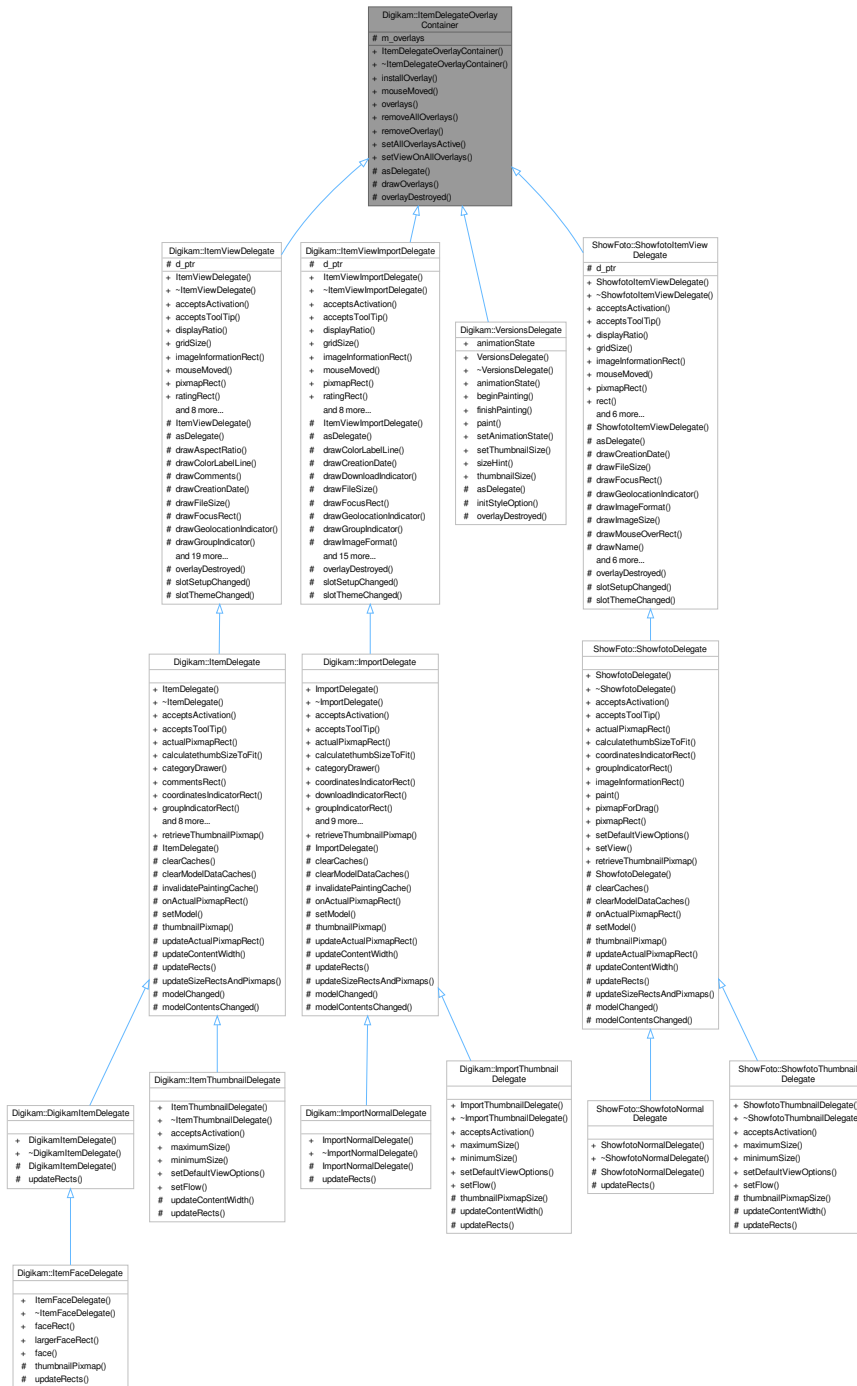 Digikam::ItemDelegateOverlay
Container
# m_overlays
+ ItemDelegateOverlayContainer()
+ ~ItemDelegateOverlayContainer()
+ installOverlay()
+ mouseMoved()
+ overlays()
+ removeAllOverlays()
+ removeOverlay()
+ setAllOverlaysActive()
+ setViewOnAllOverlays()
# asDelegate()
# drawOverlays()
# overlayDestroyed()
Digikam::ItemViewDelegate
# d_ptr
+ ItemViewDelegate()
+ ~ItemViewDelegate()
+ acceptsActivation()
+ acceptsToolTip()
+ displayRatio()
+ gridSize()
+ imageInformationRect()
+ mouseMoved()
+ pixmapRect()
+ ratingRect()
and 8 more...
# ItemViewDelegate()
# asDelegate()
# drawAspectRatio()
# drawColorLabelLine()
# drawComments()
# drawCreationDate()
# drawFileSize()
# drawFocusRect()
# drawGeolocationIndicator()
# drawGroupIndicator()
and 19 more...
# overlayDestroyed()
# slotSetupChanged()
# slotThemeChanged()
Digikam::ItemViewImportDelegate
# d_ptr
+ ItemViewImportDelegate()
+ ~ItemViewImportDelegate()
+ acceptsActivation()
+ acceptsToolTip()
+ displayRatio()
+ gridSize()
+ imageInformationRect()
+ mouseMoved()
+ pixmapRect()
+ ratingRect()
and 8 more...
# ItemViewImportDelegate()
# asDelegate()
# drawColorLabelLine()
# drawCreationDate()
# drawDownloadIndicator()
# drawFileSize()
# drawFocusRect()
# drawGeolocationIndicator()
# drawGroupIndicator()
# drawImageFormat()
and 15 more...
# overlayDestroyed()
# slotSetupChanged()
# slotThemeChanged()
Digikam::VersionsDelegate
+ animationState
+ VersionsDelegate()
+ ~VersionsDelegate()
+ animationState()
+ beginPainting()
+ finishPainting()
+ paint()
+ setAnimationState()
+ setThumbnailSize()
+ sizeHint()
+ thumbnailSize()
# asDelegate()
# initStyleOption()
# overlayDestroyed()
ShowFoto::ShowfotoItemView
Delegate
# d_ptr
+ ShowfotoItemViewDelegate()
+ ~ShowfotoItemViewDelegate()
+ acceptsActivation()
+ acceptsToolTip()
+ displayRatio()
+ gridSize()
+ imageInformationRect()
+ mouseMoved()
+ pixmapRect()
+ rect()
and 6 more...
# ShowfotoItemViewDelegate()
# asDelegate()
# drawCreationDate()
# drawFileSize()
# drawFocusRect()
# drawGeolocationIndicator()
# drawImageFormat()
# drawImageSize()
# drawMouseOverRect()
# drawName()
and 6 more...
# overlayDestroyed()
# slotSetupChanged()
# slotThemeChanged()
Digikam::ItemDelegate
+ ItemDelegate()
+ ~ItemDelegate()
+ acceptsActivation()
+ acceptsToolTip()
+ actualPixmapRect()
+ calculatethumbSizeToFit()
+ categoryDrawer()
+ commentsRect()
+ coordinatesIndicatorRect()
+ groupIndicatorRect()
and 8 more...
+ retrieveThumbnailPixmap()
# ItemDelegate()
# clearCaches()
# clearModelDataCaches()
# invalidatePaintingCache()
# onActualPixmapRect()
# setModel()
# thumbnailPixmap()
# updateActualPixmapRect()
# updateContentWidth()
# updateRects()
# updateSizeRectsAndPixmaps()
# modelChanged()
# modelContentsChanged()
Digikam::ImportDelegate
+ ImportDelegate()
+ ~ImportDelegate()
+ acceptsActivation()
+ acceptsToolTip()
+ actualPixmapRect()
+ calculatethumbSizeToFit()
+ categoryDrawer()
+ coordinatesIndicatorRect()
+ downloadIndicatorRect()
+ groupIndicatorRect()
and 9 more...
+ retrieveThumbnailPixmap()
# ImportDelegate()
# clearCaches()
# clearModelDataCaches()
# invalidatePaintingCache()
# onActualPixmapRect()
# setModel()
# thumbnailPixmap()
# updateActualPixmapRect()
# updateContentWidth()
# updateRects()
# updateSizeRectsAndPixmaps()
# modelChanged()
# modelContentsChanged()
ShowFoto::ShowfotoDelegate
+ ShowfotoDelegate()
+ ~ShowfotoDelegate()
+ acceptsActivation()
+ acceptsToolTip()
+ actualPixmapRect()
+ calculatethumbSizeToFit()
+ coordinatesIndicatorRect()
+ groupIndicatorRect()
+ imageInformationRect()
+ paint()
+ pixmapForDrag()
+ pixmapRect()
+ setDefaultViewOptions()
+ setView()
+ retrieveThumbnailPixmap()
# ShowfotoDelegate()
# clearCaches()
# clearModelDataCaches()
# onActualPixmapRect()
# setModel()
# thumbnailPixmap()
# updateActualPixmapRect()
# updateContentWidth()
# updateRects()
# updateSizeRectsAndPixmaps()
# modelChanged()
# modelContentsChanged()
Digikam::DigikamItemDelegate
+ DigikamItemDelegate()
+ ~DigikamItemDelegate()
# DigikamItemDelegate()
# updateRects()
Digikam::ItemThumbnailDelegate
+ ItemThumbnailDelegate()
+ ~ItemThumbnailDelegate()
+ acceptsActivation()
+ maximumSize()
+ minimumSize()
+ setDefaultViewOptions()
+ setFlow()
# updateContentWidth()
# updateRects()
Digikam::ImportNormalDelegate
+ ImportNormalDelegate()
+ ~ImportNormalDelegate()
# ImportNormalDelegate()
# updateRects()
Digikam::ImportThumbnail
Delegate
+ ImportThumbnailDelegate()
+ ~ImportThumbnailDelegate()
+ acceptsActivation()
+ maximumSize()
+ minimumSize()
+ setDefaultViewOptions()
+ setFlow()
# thumbnailPixmapSize()
# updateContentWidth()
# updateRects()
ShowFoto::ShowfotoNormal
Delegate
+ ShowfotoNormalDelegate()
+ ~ShowfotoNormalDelegate()
# ShowfotoNormalDelegate()
# updateRects()
ShowFoto::ShowfotoThumbnail
Delegate
+ ShowfotoThumbnailDelegate()
+ ~ShowfotoThumbnailDelegate()
+ acceptsActivation()
+ maximumSize()
+ minimumSize()
+ setDefaultViewOptions()
+ setFlow()
# thumbnailPixmapSize()
# updateContentWidth()
# updateRects()
Digikam::ItemFaceDelegate
+ ItemFaceDelegate()
+ ~ItemFaceDelegate()
+ faceRect()
+ largerFaceRect()
+ face()
# thumbnailPixmap()
# updateRects()